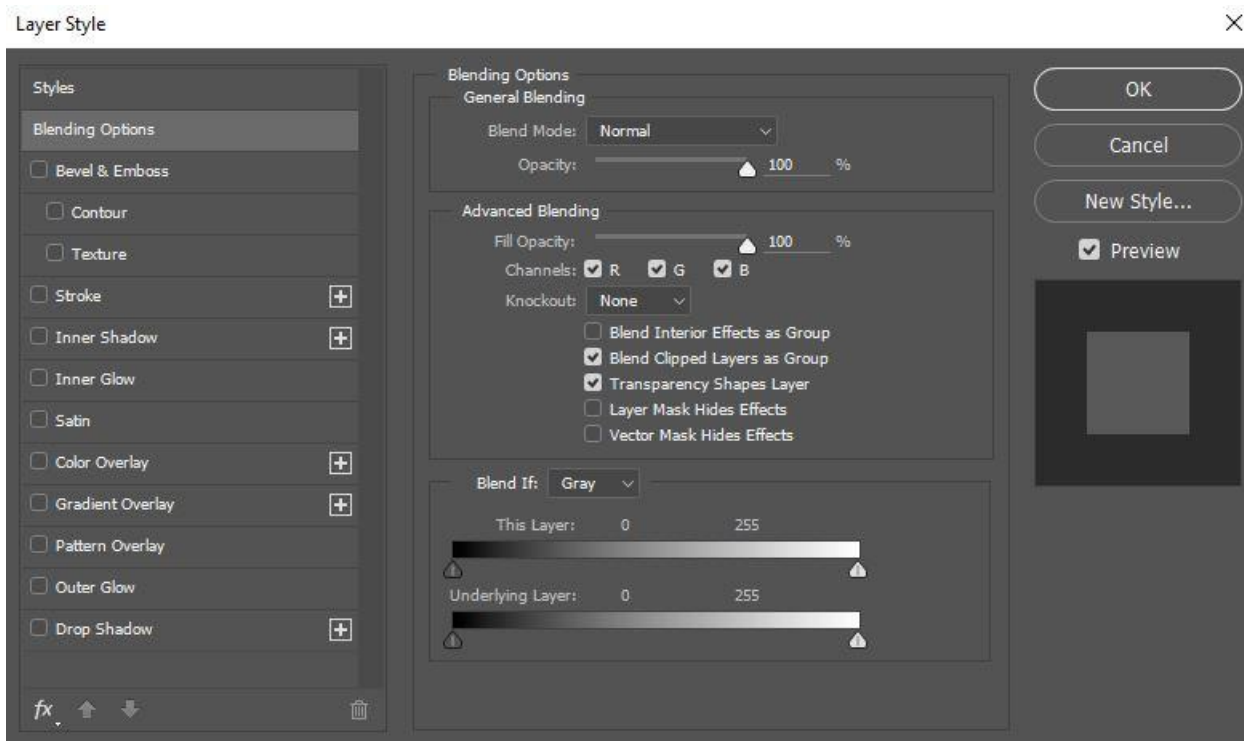 Layer Style
Styles
Blending Options
Bevel & Emboss
Contour
Texture
Stroke
Inner Shadow
Inner Glow
Satin
Color Overlay
Gradient Overlay
Pattern Overlay
Outer Glow
Drop Shadow
fx
Blending Options
General Blending
Blend Mode: Normal
Opacity: 100 %
Advanced Blending
Fill Opacity: 100 %
Channels: R G B
Knockout: None
Blend Interior Effects as Group
Blend Clipped Layers as Group
Transparency Shapes Layer
Layer Mask Hides Effects
Vector Mask Hides Effects
Blend If: Gray
This Layer: 0 255
Underlying Layer: 0 255
OK
Cancel
New Style...
Preview